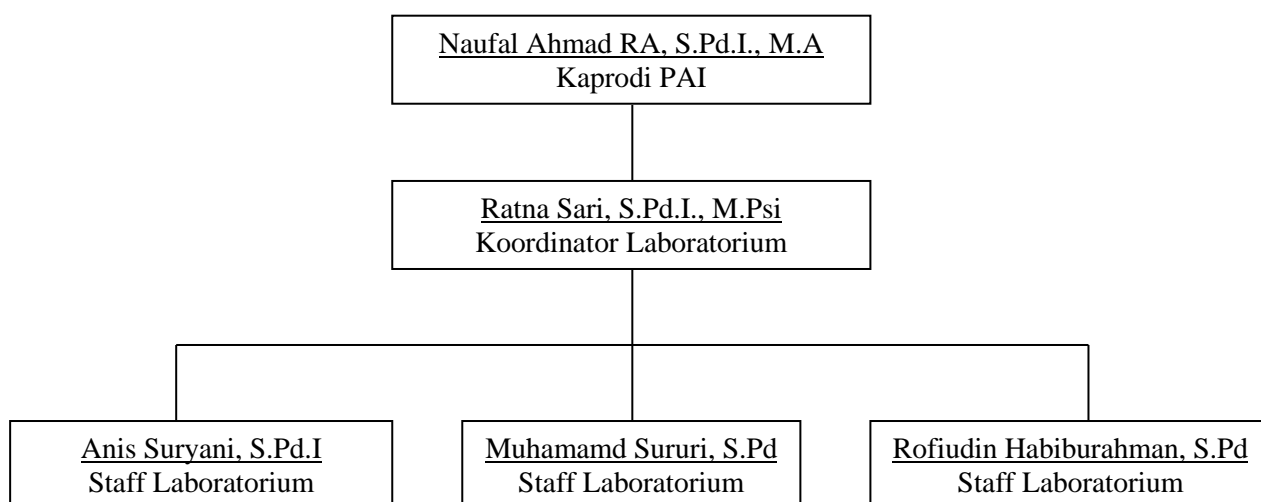 Naufal Ahmad RA, S.Pd.I., M.A
Kaprodi PAI
Ratna Sari, S.Pd.I., M.Psi
Koordinator Laboratorium
Anis Suryani, S.Pd.I
Staff Laboratorium
Muhamamd Sururi, S.Pd
Staff Laboratorium
Rofiudin Habiburahman, S.Pd
Staff Laboratorium